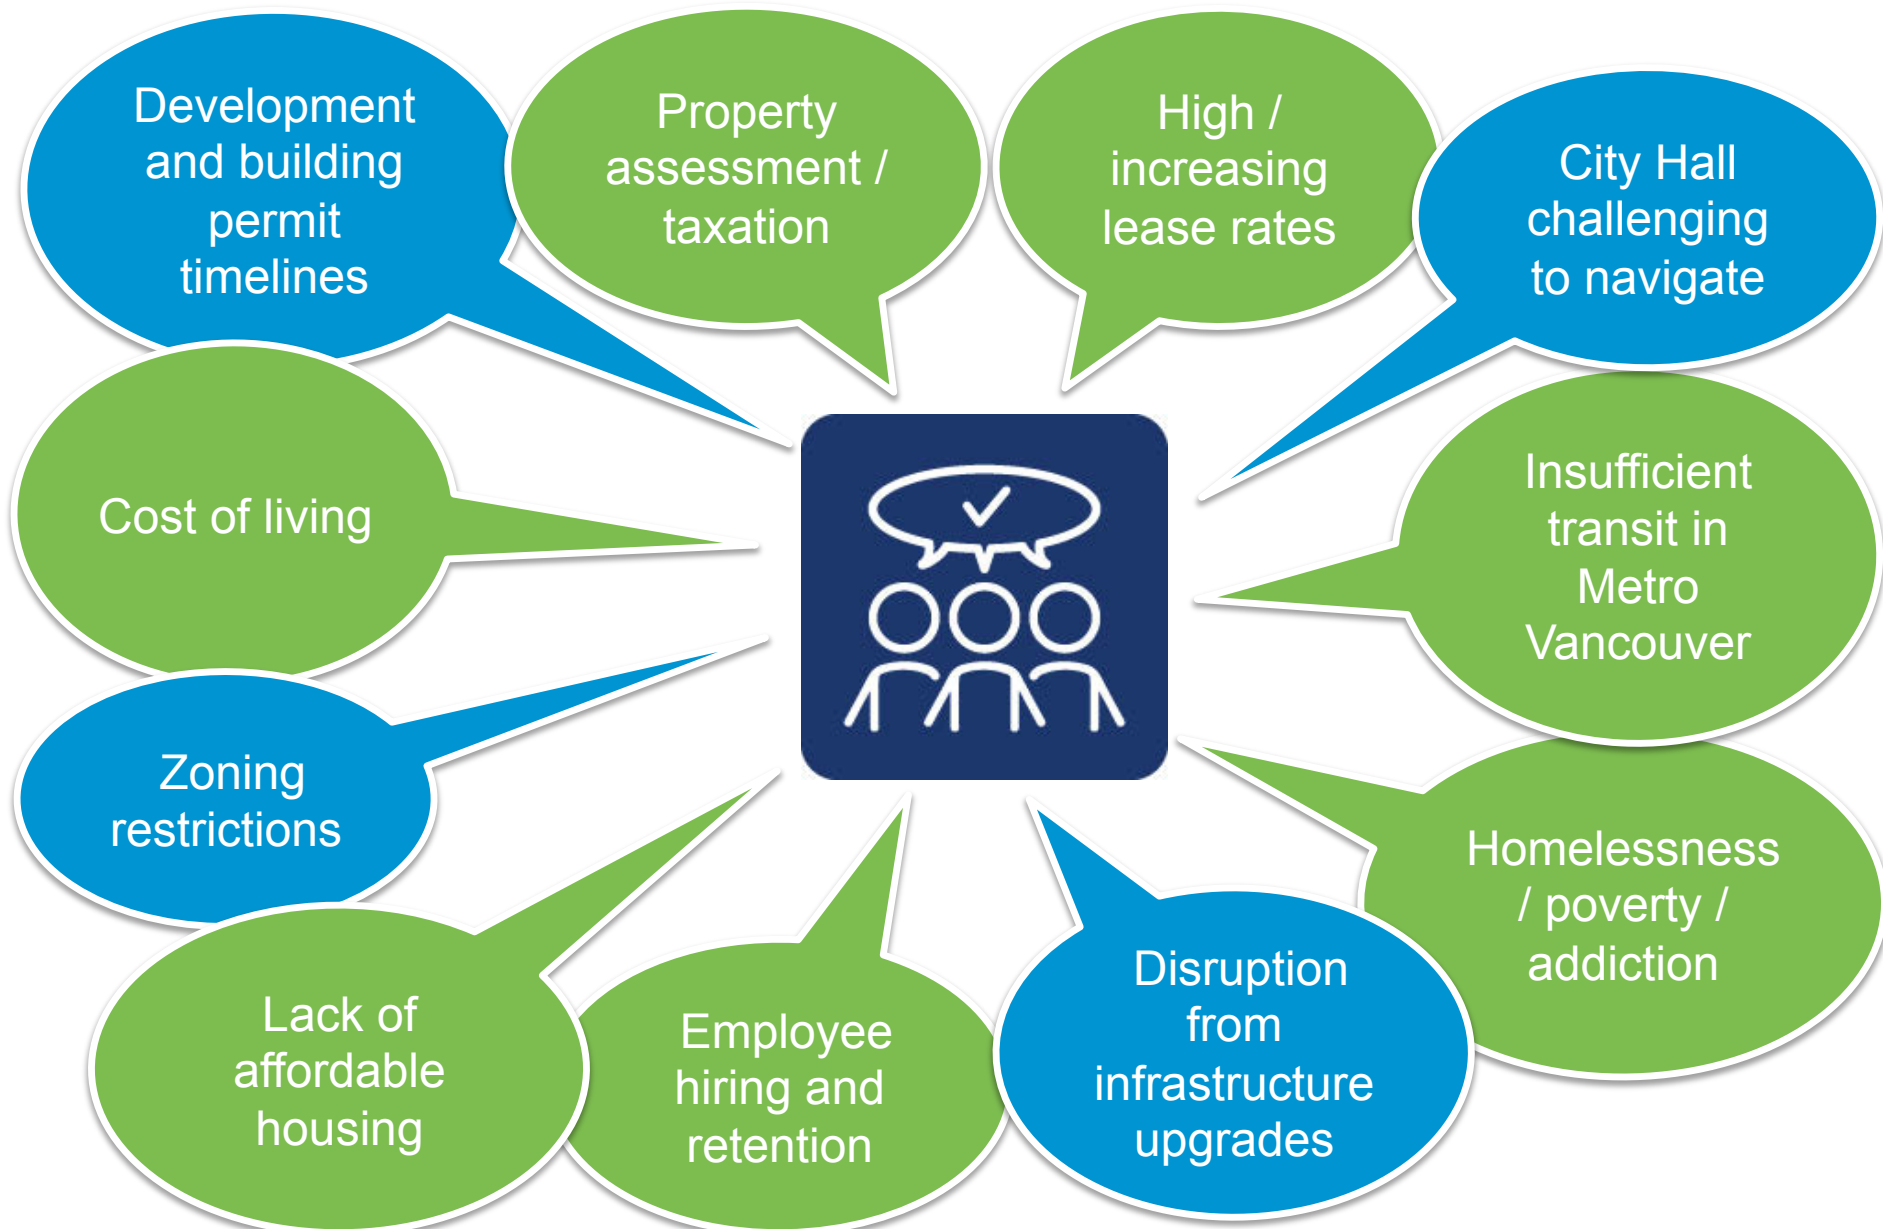 Development
and building
permit
timelines
Property
assessment /
taxation
High /
increasing
lease rates
City Hall
challenging
to navigate
Cost of living
Insufficient
transit in
Metro
Vancouver
Zoning
restrictions
Homelessness
/ poverty /
addiction
Lack of
affordable
housing
Employee
hiring and
retention
Disruption
from
infrastructure
upgrades